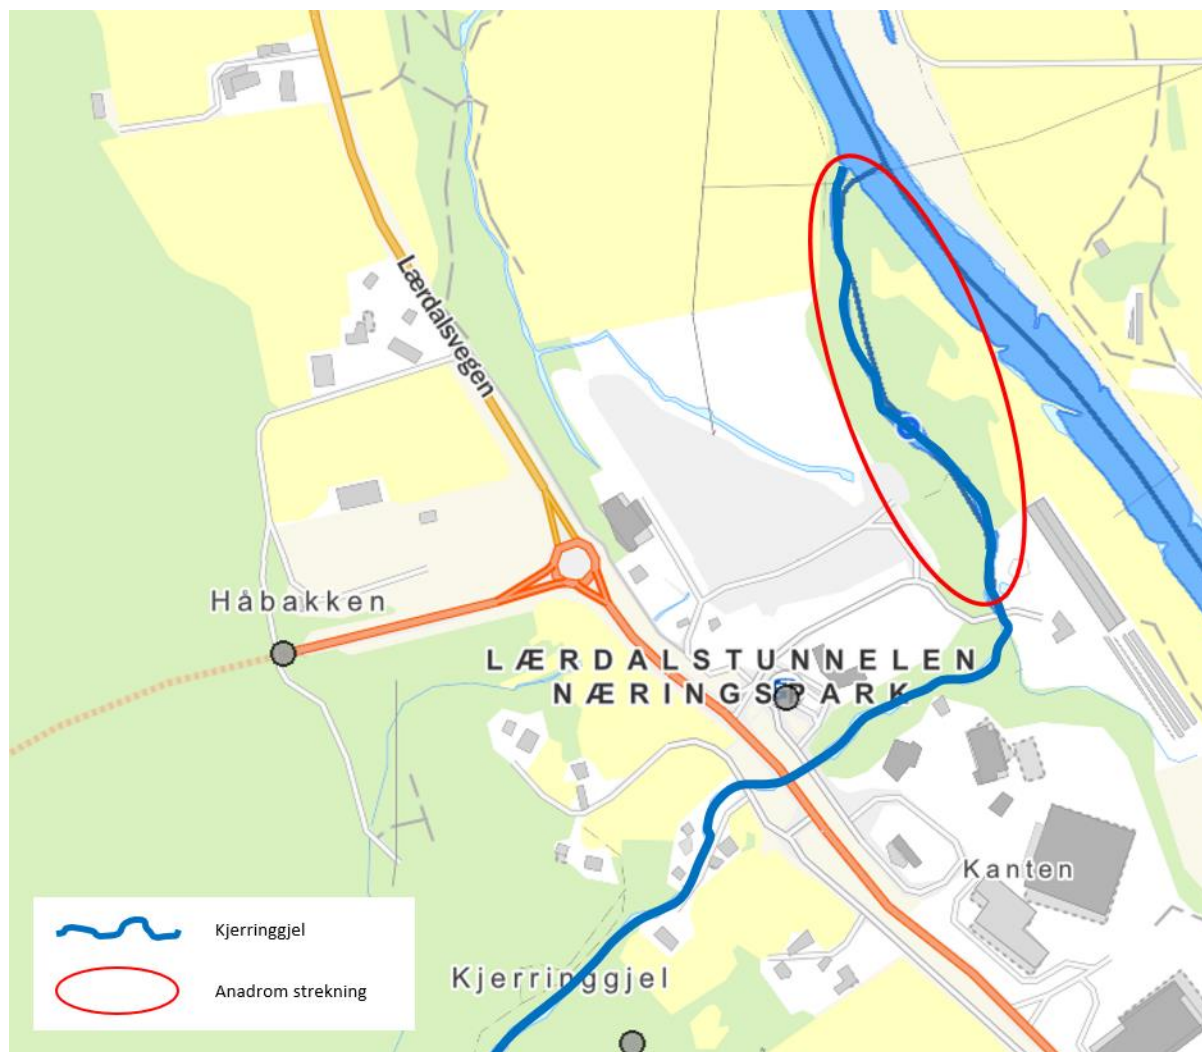 Lærdalsvegen
Håbakken
LÆRDALSTUNNELEN
NÆRINGSPARK
Kanten
Kjerringgjel
Kjerringgjel
Anadrom strekning